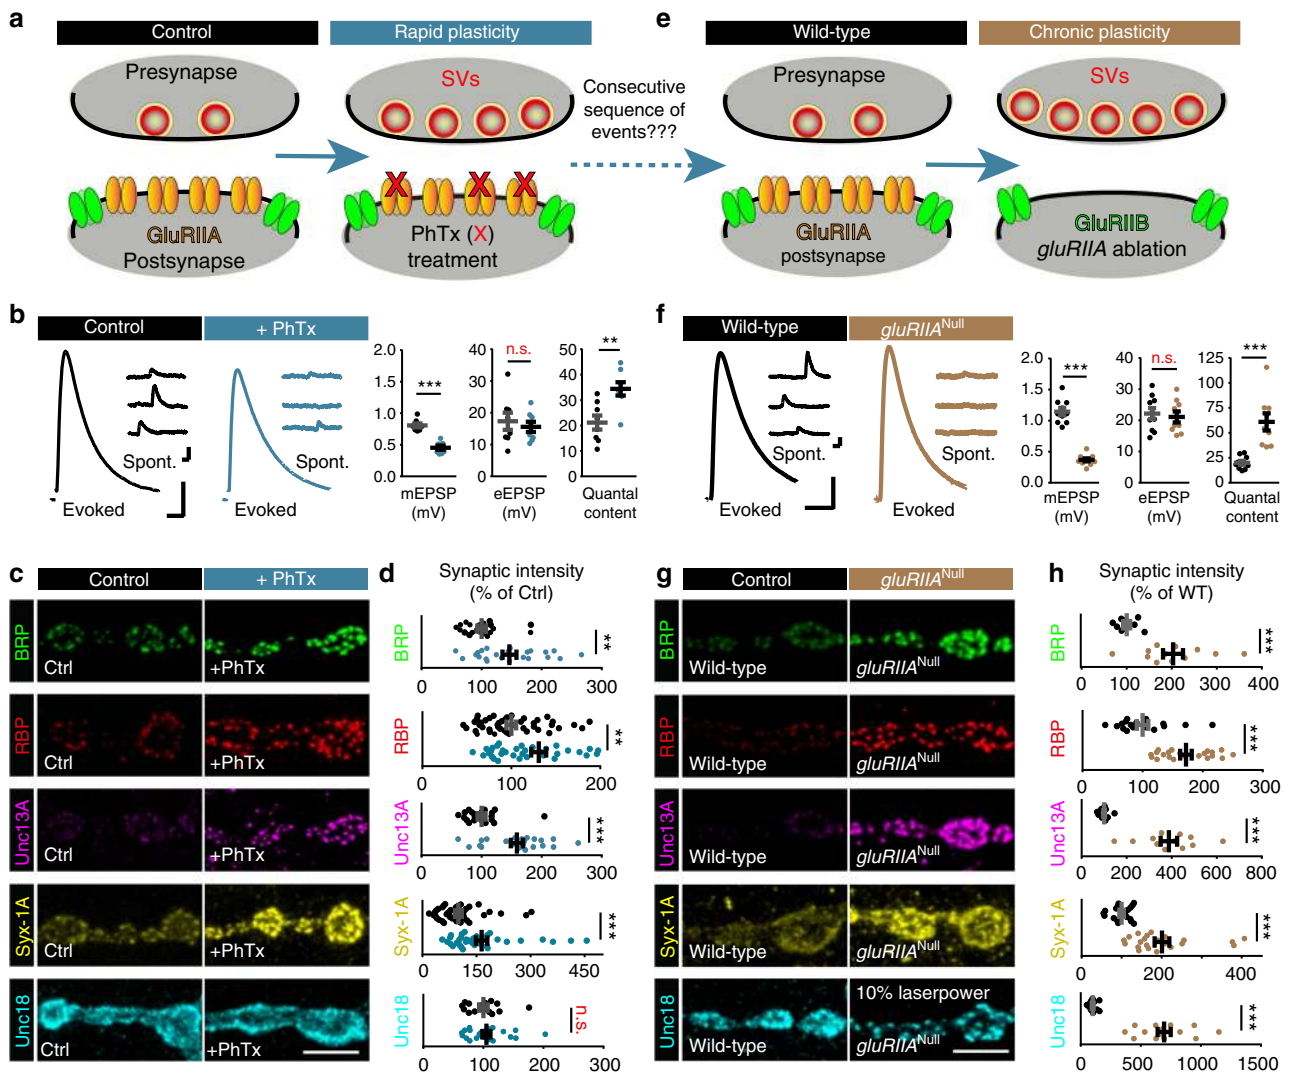 a
Control
Rapid plasticity
Presynapse
SVs
Consecutive
sequence of
events???
X X X
GluRIIA
Postsynapse
PhTx (X)
treatment
e
Wild-type
Chronic plasticity
Presynapse
SVs
GluRIIA
postsynapse
GluRIIB
gluRIIA ablation
b
Control
+ PhTx
Spont.
Evoked
Spont.
Evoked
2.0
1.5
1.0
0.5
0.0
***
mEPSP
(mV)
40
30
20
10
0
n.s.
eEPSP
(mV)
50
40
30
20
10
0
**
Quantal
content
f
Wild-type
gluRIIANull
Spont.
Evoked
Spont.
Evoked
2.0
1.5
1.0
0.5
0.0
***
mEPSP
(mV)
40
30
20
10
0
n.s.
eEPSP
(mV)
125
100
75
50
25
0
***
Quantal
content
c
Control
+ PhTx
BRP
Ctrl
+PhTx
RBP
Ctrl
+PhTx
Unc13A
Ctrl
+PhTx
Syx-1A
Ctrl
+PhTx
Unc18
Ctrl
+PhTx
d
Synaptic intensity
(% of Ctrl)
BRP
**
0 100 200 300
RBP
**
0 100 200
Unc13A
***
0 100 200 300
Syx-1A
***
0 150 300 450
Unc18
n.s.
0 100 200 300
g
Control
gluRIIANull
BRP
Wild-type
gluRIIANull
RBP
Wild-type
gluRIIANull
Unc13A
Wild-type
gluRIIANull
Syx-1A
Wild-type
gluRIIANull
Unc18
Wild-type
10% laserpower
gluRIIANull
h
Synaptic intensity
(% of WT)
BRP
***
0 100 200 300 400
RBP
***
0 100 200 300
Unc13A
***
0 200 400 600 800
Syx-1A
***
0 100 200 400
Unc18
***
0 500 1000 1500